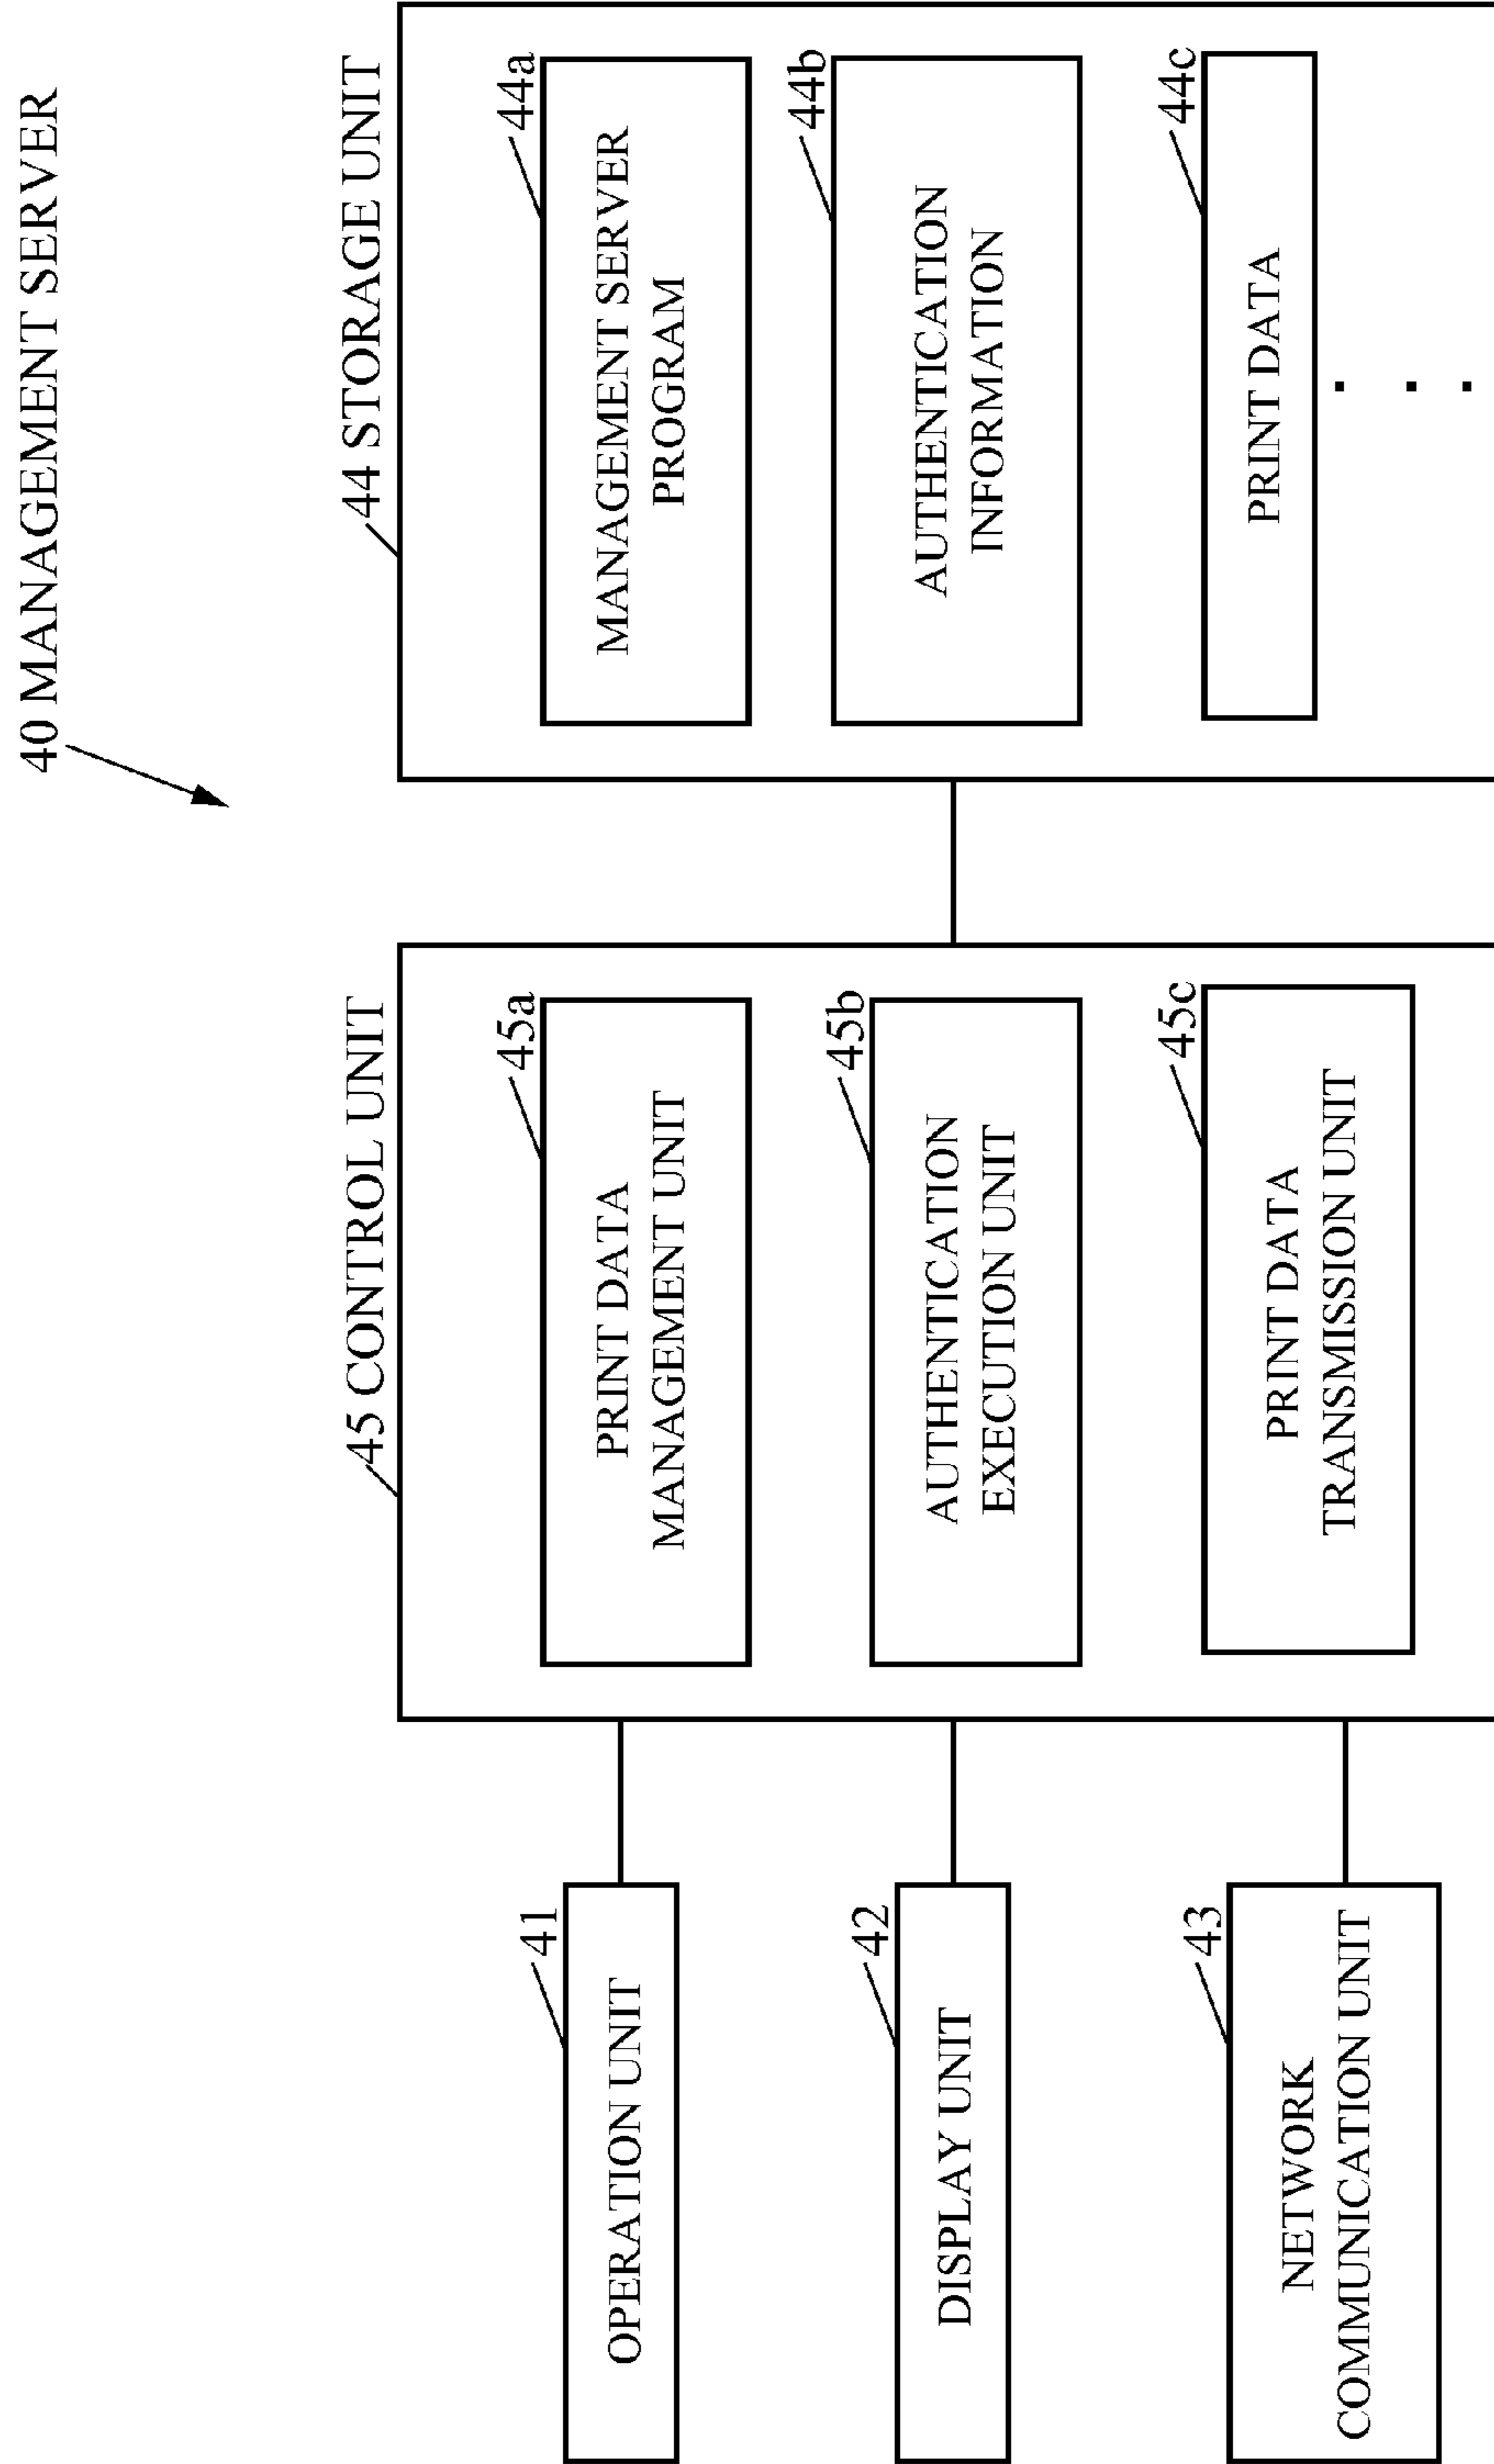 40 MANAGEMENT SERVER
41
OPERATION UNIT
42
DISPLAY UNIT
43
NETWORK
COMMUNICATION UNIT
45 CONTROL UNIT
45a
PRINT DATA
MANAGEMENT UNIT
45b
AUTHENTICATION
EXECUTION UNIT
45c
PRINT DATA
TRANSMISSION UNIT
44 STORAGE UNIT
44a
MANAGEMENT SERVER
PROGRAM
44b
AUTHENTICATION
INFORMATION
44c
PRINT DATA
. . .